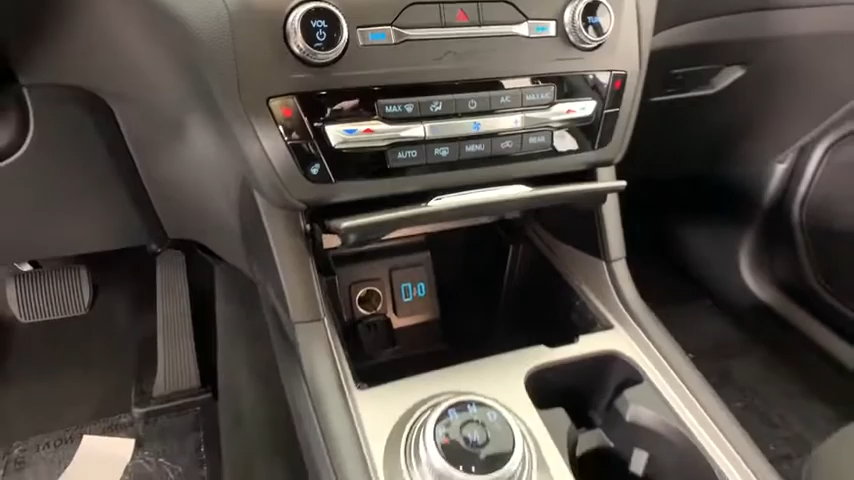 VOL
TUNE
MAX
A/C
MAX A/C
AUTO
MENU
REAR
R N D
M